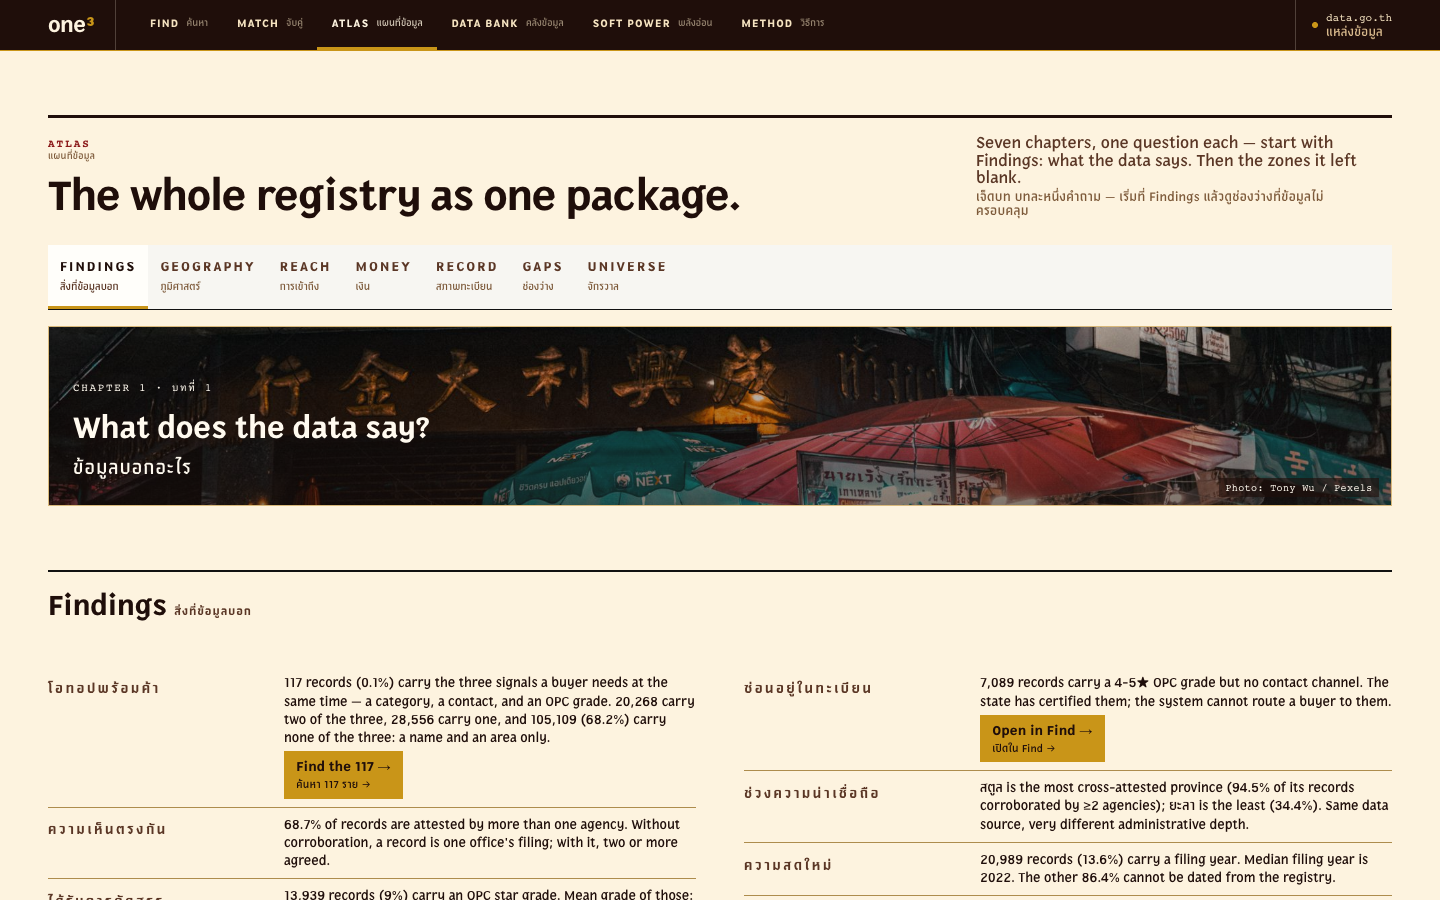 one³
FIND ค้นหา
MATCH จับคู่
ATLAS แผนที่ข้อมูล
DATA BANK คลังข้อมูล
SOFT POWER พลังอ่อน
METHOD วิธีการ
data.go.th
แหล่งข้อมูล
ATLAS
แผนที่ข้อมูล
The whole registry as one package.
Seven chapters, one question each — start with
Findings: what the data says. Then the zones it left
blank.
เจ็ดบท บทละหนึ่งคำถาม — เริ่มที่ Findings แล้วดูช่องว่างที่ข้อมูลไม่
ครอบคลุม
FINDINGS
สิ่งที่ข้อมูลบอก
GEOGRAPHY
ภูมิศาสตร์
REACH
การเข้าถึง
MONEY
เงิน
RECORD
สภาพทะเบียน
GAPS
ช่องว่าง
UNIVERSE
จักรวาล
行金大利興成
CHAPTER 1 · บทที่ 1
What does the data say?
ข้อมูลบอกอะไร
NEXT
NEXT
Photo: Tony Wu / Pexels
Findings สิ่งที่ข้อมูลบอก
โอทอปพร้อมค้า
117 records (0.1%) carry the three signals a buyer needs at the
same time — a category, a contact, and an OPC grade. 20,268 carry
two of the three, 28,556 carry one, and 105,109 (68.2%) carry
none of the three: a name and an area only.
Find the 117 →
ค้นหา 117 ราย →
ความเห็นตรงกัน
68.7% of records are attested by more than one agency. Without
corroboration, a record is one office's filing; with it, two or more
agreed.
ได้รับการคัดสรร
13,939 records (9%) carry an OPC star grade. Mean grade of those:
ซ่อนอยู่ในทะเบียน
7,089 records carry a 4-5★ OPC grade but no contact channel. The
state has certified them; the system cannot route a buyer to them.
Open in Find →
เปิดใน Find →
ช่วงความน่าเชื่อถือ
สตูล is the most cross-attested province (94.5% of its records
corroborated by ≥2 agencies); ยะลา is the least (34.4%). Same data
source, very different administrative depth.
ความสดใหม่
20,989 records (13.6%) carry a filing year. Median filing year is
2022. The other 86.4% cannot be dated from the registry.